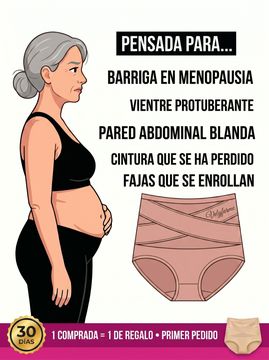 PENSADA PARA...
BARRIGA EN MENOPAUSIA
VIENTRE PROTUBERANTE
PARED ABDOMINAL BLANDA
CINTURA QUE SE HA PERDIDO
FAJAS QUE SE ENROLLAN
30
DÍAS
1 COMPRADA = 1 DE REGALO • PRIMER PEDIDO